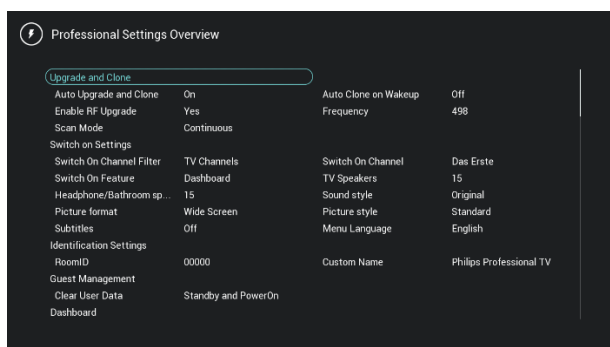 Professional Settings Overview
Upgrade and Clone
Auto Upgrade and Clone On Auto Clone on Wakeup Off
Enable RF Upgrade Yes Frequency 498
Scan Mode Continuous
Switch on Settings
Switch On Channel Filter TV Channels Switch On Channel Das Erste
Switch On Feature Dashboard TV Speakers 15
Headphone/Bathroom sp... 15 Sound style Original
Picture format Wide Screen Picture style Standard
Subtitles Off Menu Language English
Identification Settings
RoomID 00000 Custom Name Philips Professional TV
Guest Management
Clear User Data Standby and PowerOn
Dashboard